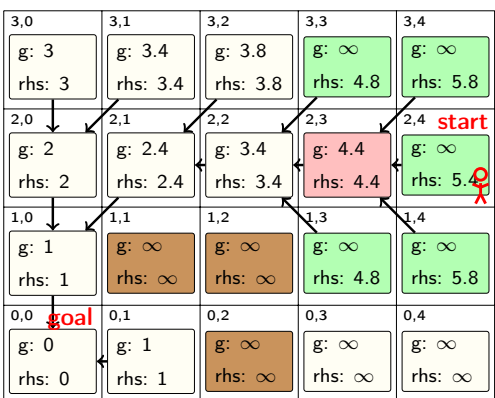 3,0 3,1 3,2 3,3 3,4
g: 3 g: 3.4 g: 3.8 g: ∞ g: ∞
rhs: 3 rhs: 3.4 rhs: 3.8 rhs: 4.8 rhs: 5.8
2,0 2,1 2,2 2,3 2,4 start
g: 2 g: 2.4 g: 3.4 g: 4.4 g: ∞
rhs: 2 rhs: 2.4 rhs: 3.4 rhs: 4.4 rhs: 5.4
1,0 1,1 1,2 1,3 1,4
g: 1 g: ∞ g: ∞ g: ∞ g: ∞
rhs: 1 rhs: ∞ rhs: ∞ rhs: 4.8 rhs: 5.8
0,0 goal 0,1 0,2 0,3 0,4
g: 0 g: 1 g: ∞ g: ∞ g: ∞
rhs: 0 rhs: 1 rhs: ∞ rhs: ∞ rhs: ∞